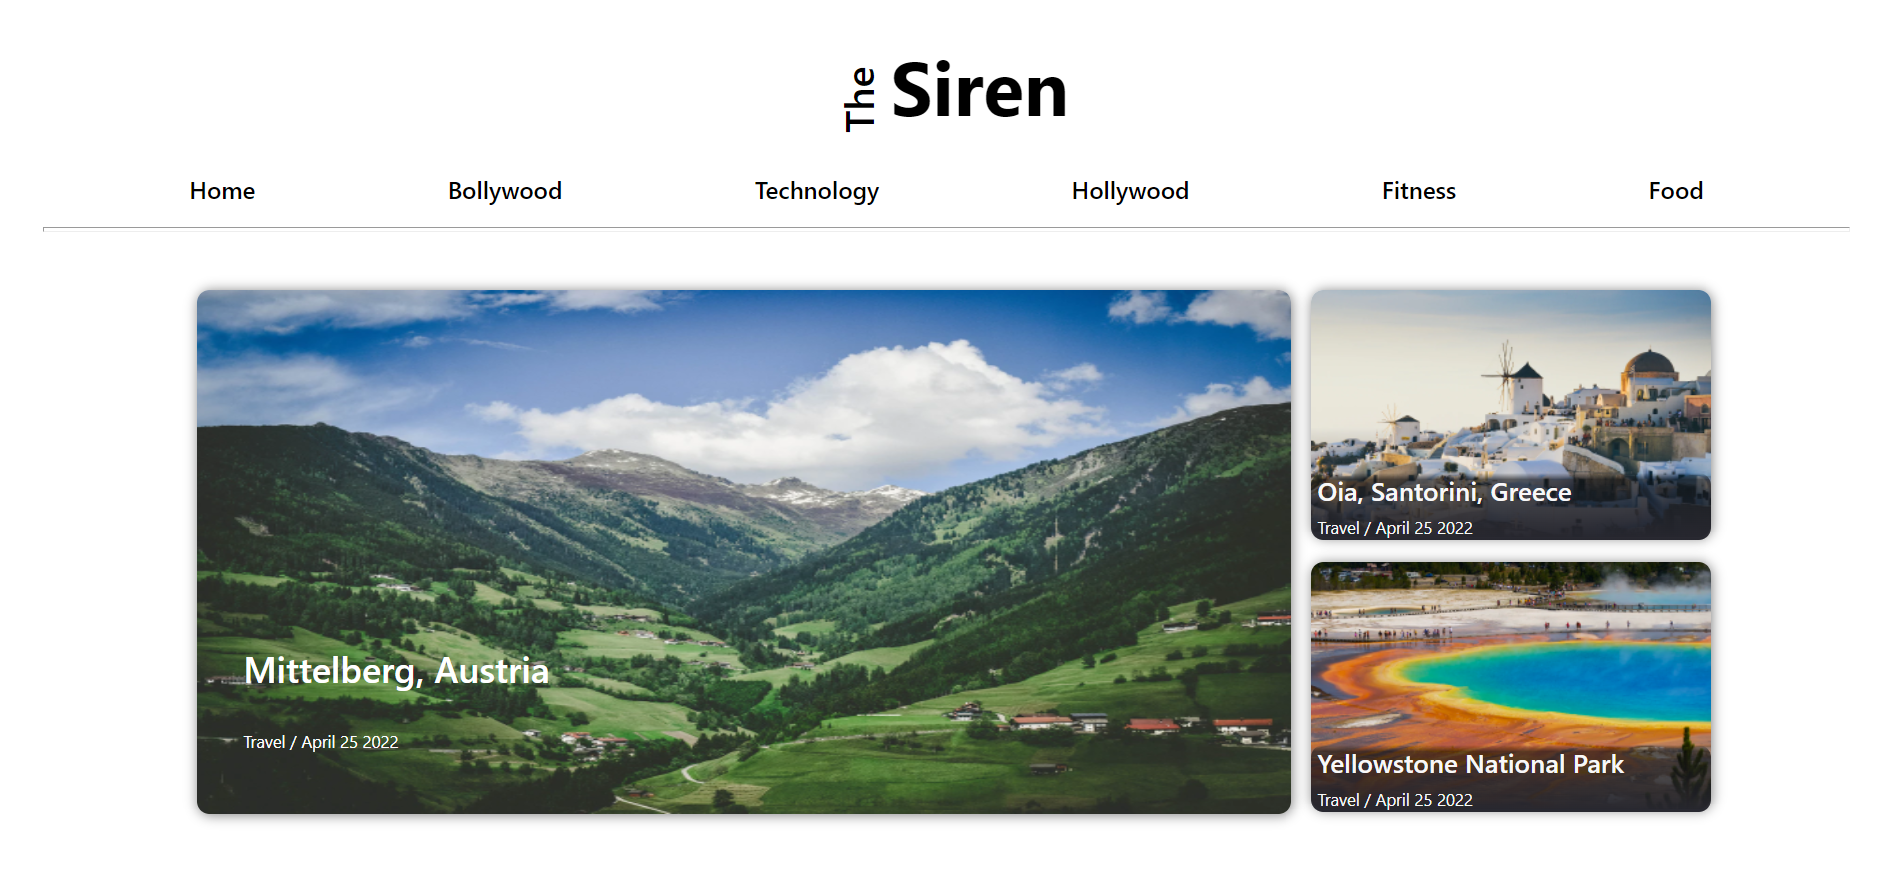 The Siren
Home Bollywood Technology Hollywood Fitness Food
Mittelberg, Austria
Travel / April 25 2022
Oia, Santorini, Greece
Travel / April 25 2022
Yellowstone National Park
Travel / April 25 2022